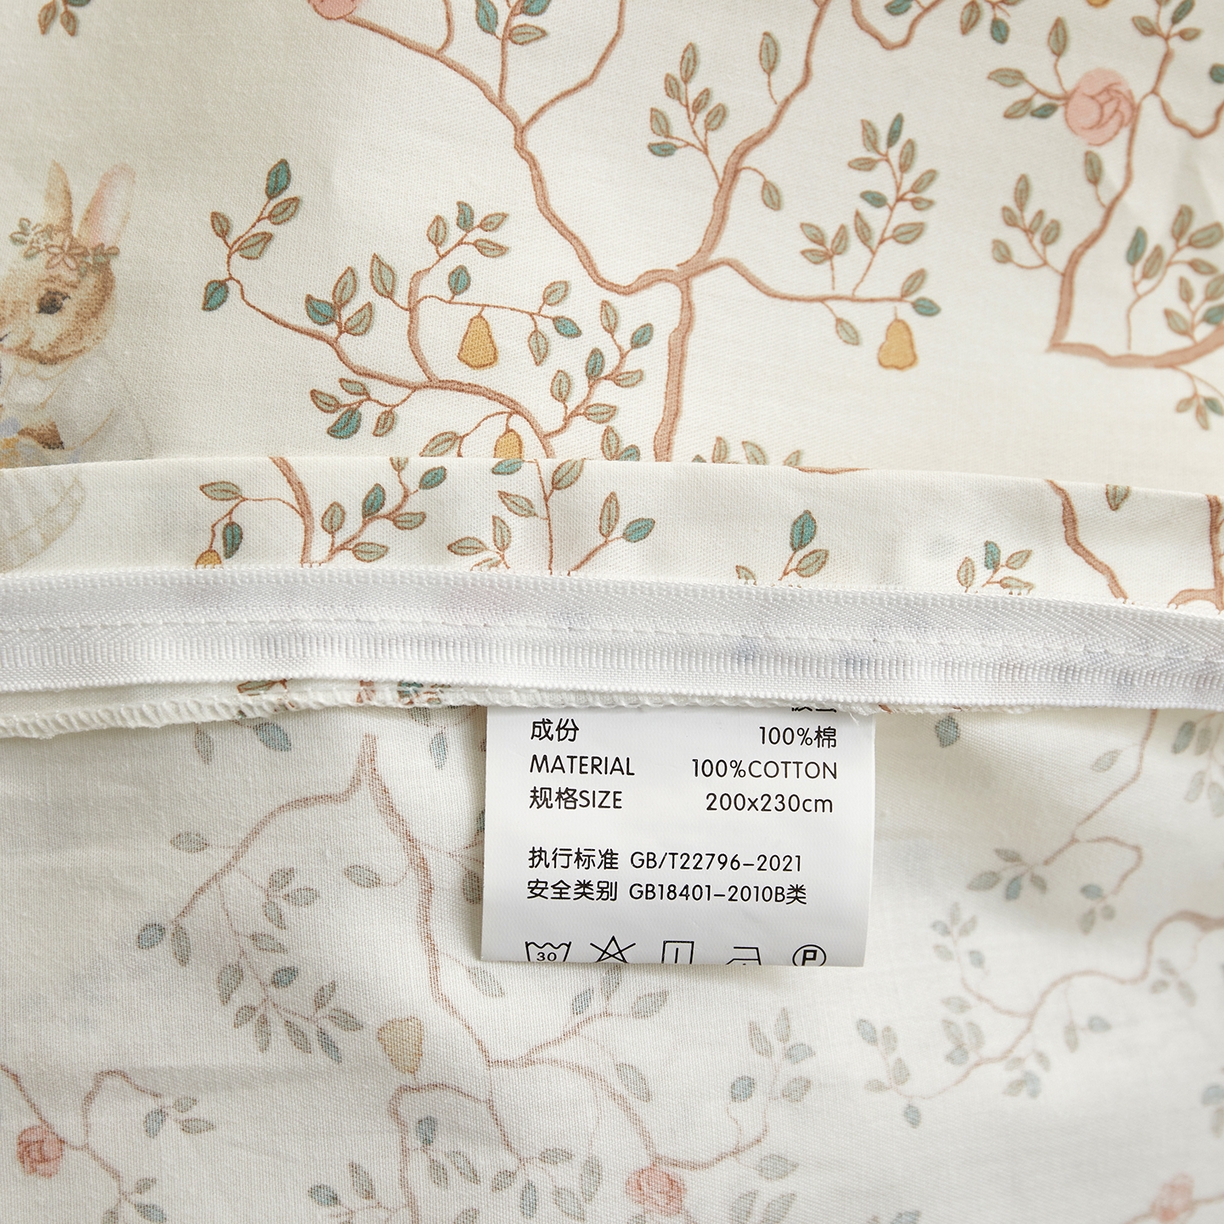 成份 100%棉
MATERIAL 100%COTTON
规格SIZE 200x230cm
执行标准 GB/T22796-2021
安全类别 GB18401-2010B类
30 P